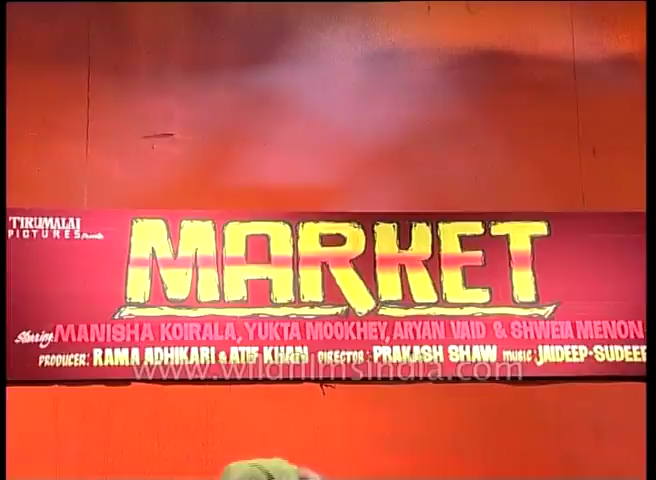 TIRUMALAI
PICTURES
MARKET
Starring MANISHA KOIRALA, YUKTA MOOKHEY, ARYAN VAID & SHWETA MENON
PRODUCER: RAMA ADHIKARI & ATIF KHAN DIRECTOR: PRAKASH SHAW MUSIC: JAIDEEP-SUDEEP
www.wildfilmsindia.com